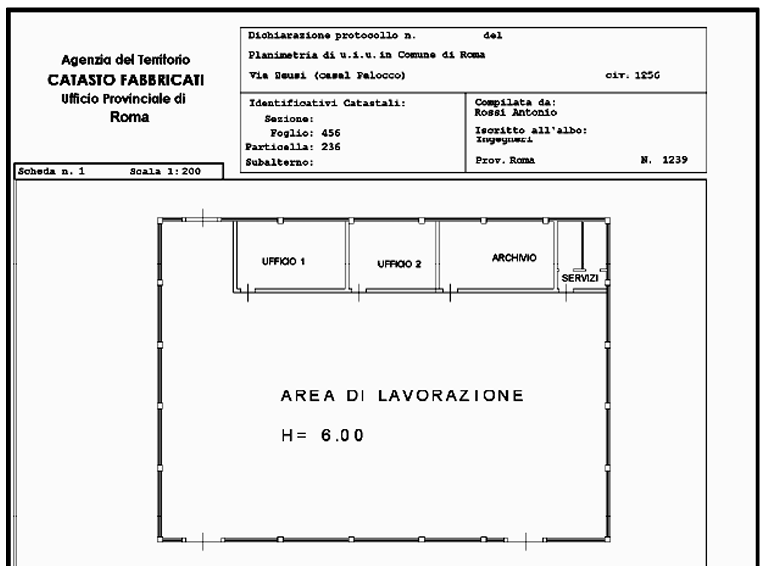 Agenzia del Territorio
CATASTO FABBRICATI
Ufficio Provinciale di
Roma
Dichiarazione protocollo n. del
Planimetria di u.i.u. in Comune di Roma
Via (casal Palocco) civ. 1256
Identificativi Catastali:
Sezione:
Foglio: 456
Particella: 236
Subalterno:
Compilata da:
Rossi Antonio
Iscritto all'albo:
Ingegneri
Prov. Roma N. 1239
Scheda n. 1 Scala 1:200
UFFICIO 1
UFFICIO 2
ARCHIVIO
SERVIZI
AREA DI LAVORAZIONE
H= 6.00